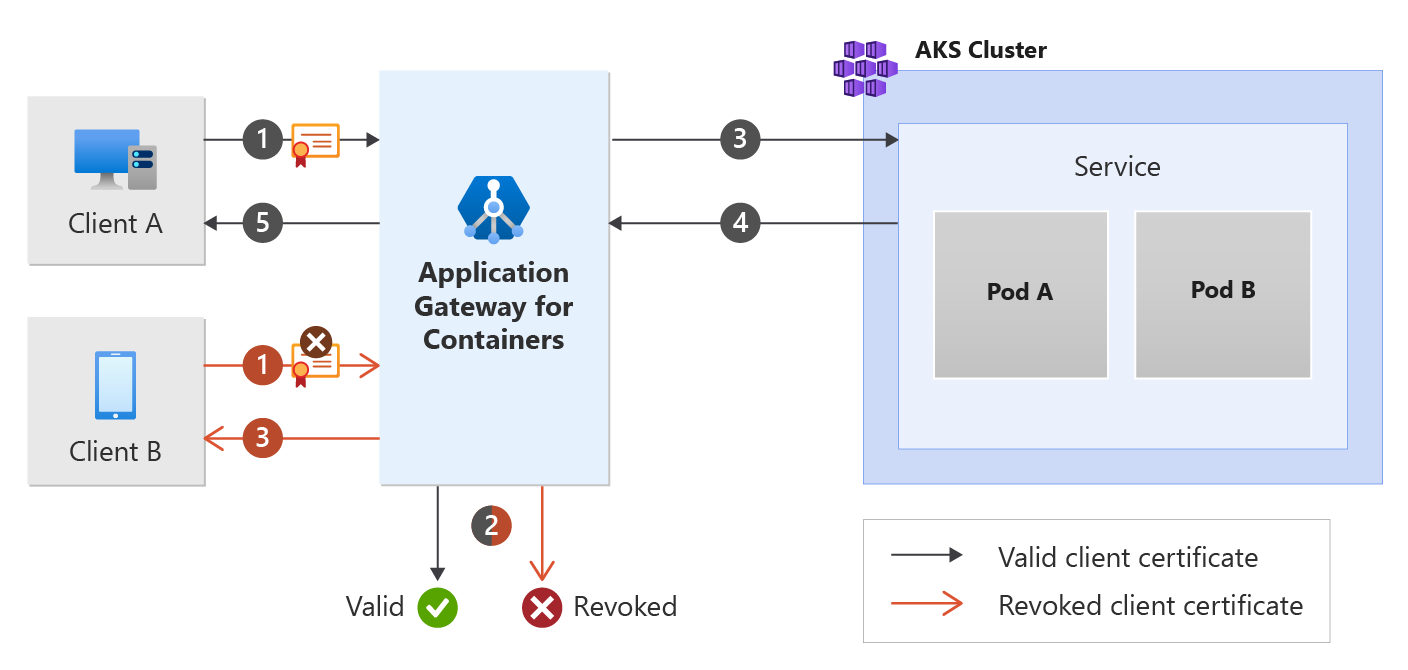 AKS Cluster
1
3
Service
Client A
5
4
Application
Gateway for
Containers
Pod A
Pod B
1
3
Client B
2
Valid
Revoked
Valid client certificate
Revoked client certificate